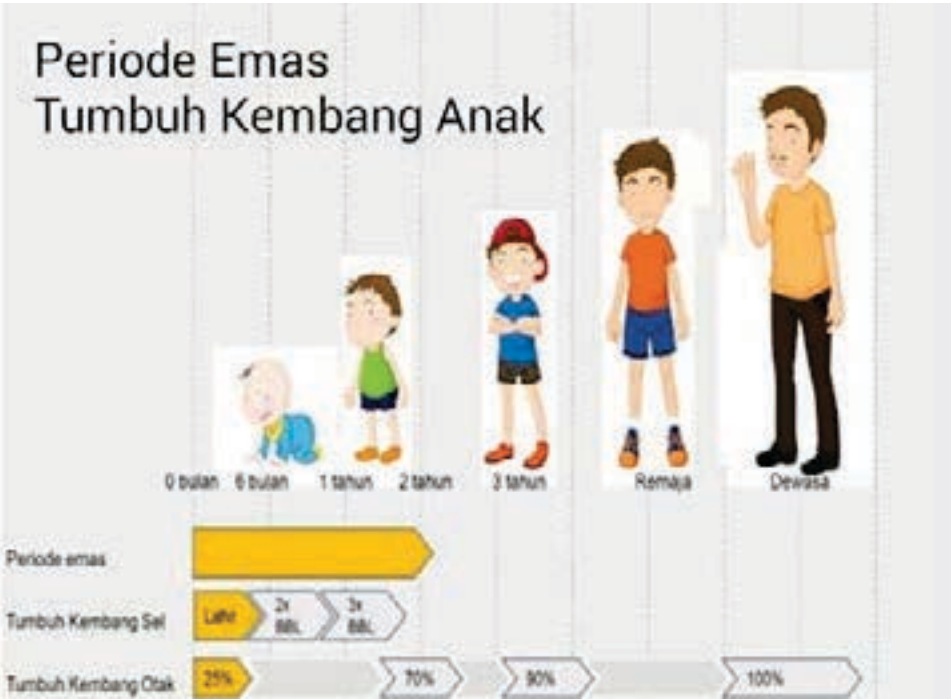 Periode Emas
Tumbuh Kembang Anak
0 bulan 6 bulan 1 tahun 2 tahun 3 tahun Remaja Dewasa
Periode emas
Tumbuh Kembang Sel Lahir 2x BBL 3x BBL
Tumbuh Kembang Otak 25% 70% 90% 100%